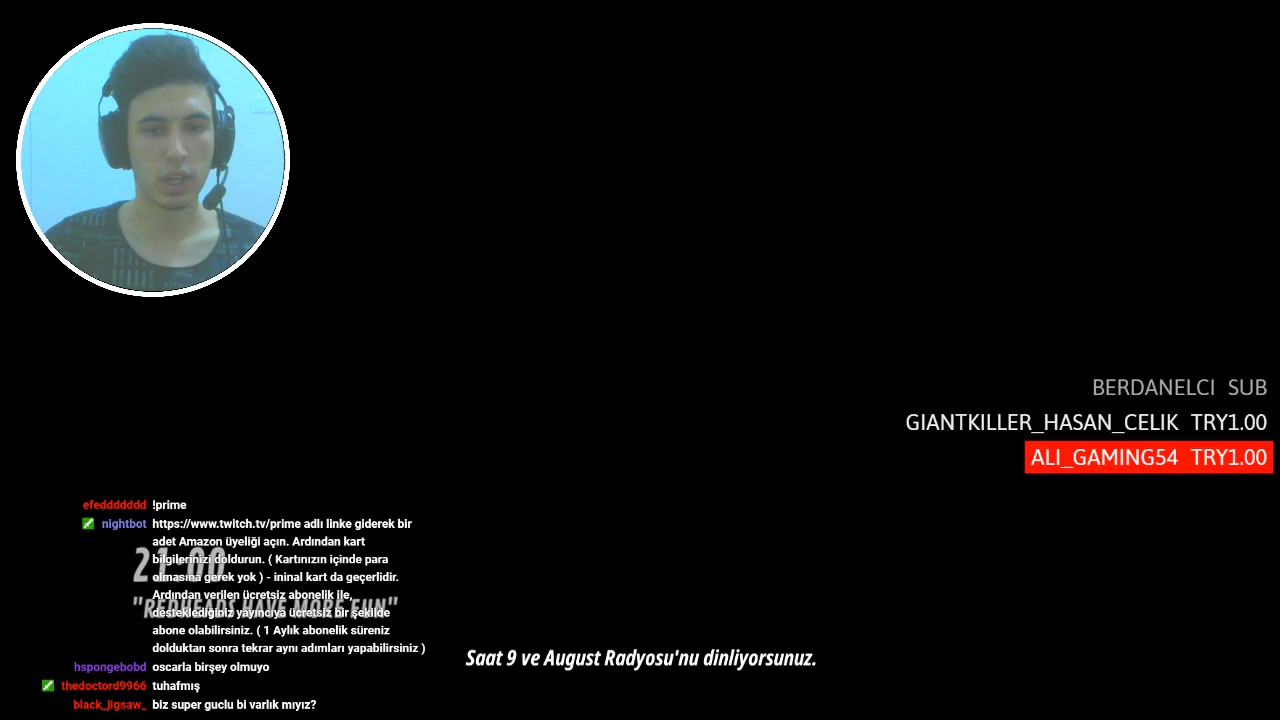 BERDANELCI SUB
GIANTKILLER_HASAN_CELIK TRY1.00
ALI_GAMING54 TRY1.00
efeddddddd !prime
nightbot https://www.twitch.tv/prime adlı linke giderek bir
adet Amazon üyeliği açın. Ardından kart
bilgilerinizi doldurun. ( Kartınızın içinde para
olmasına gerek yok ) - ininal kart da geçerlidir.
Ardından verilen ücretsiz abonelik ile,
desteklediğiniz yayıncıya ücretsiz bir şekilde
abone olabilirsiniz. ( 1 Aylık abonelik süreniz
dolduktan sonra tekrar aynı adımları yapabilirsiniz )
21:00
"REDHEADS HAVE MORE FUN"
hspongebobd oscarla birşey olmuyo
thedoctord9966 tuhafmış
black_jigsaw_ biz super guclu bi varlık mıyız?
Saat 9 ve August Radyosu'nu dinliyorsunuz.